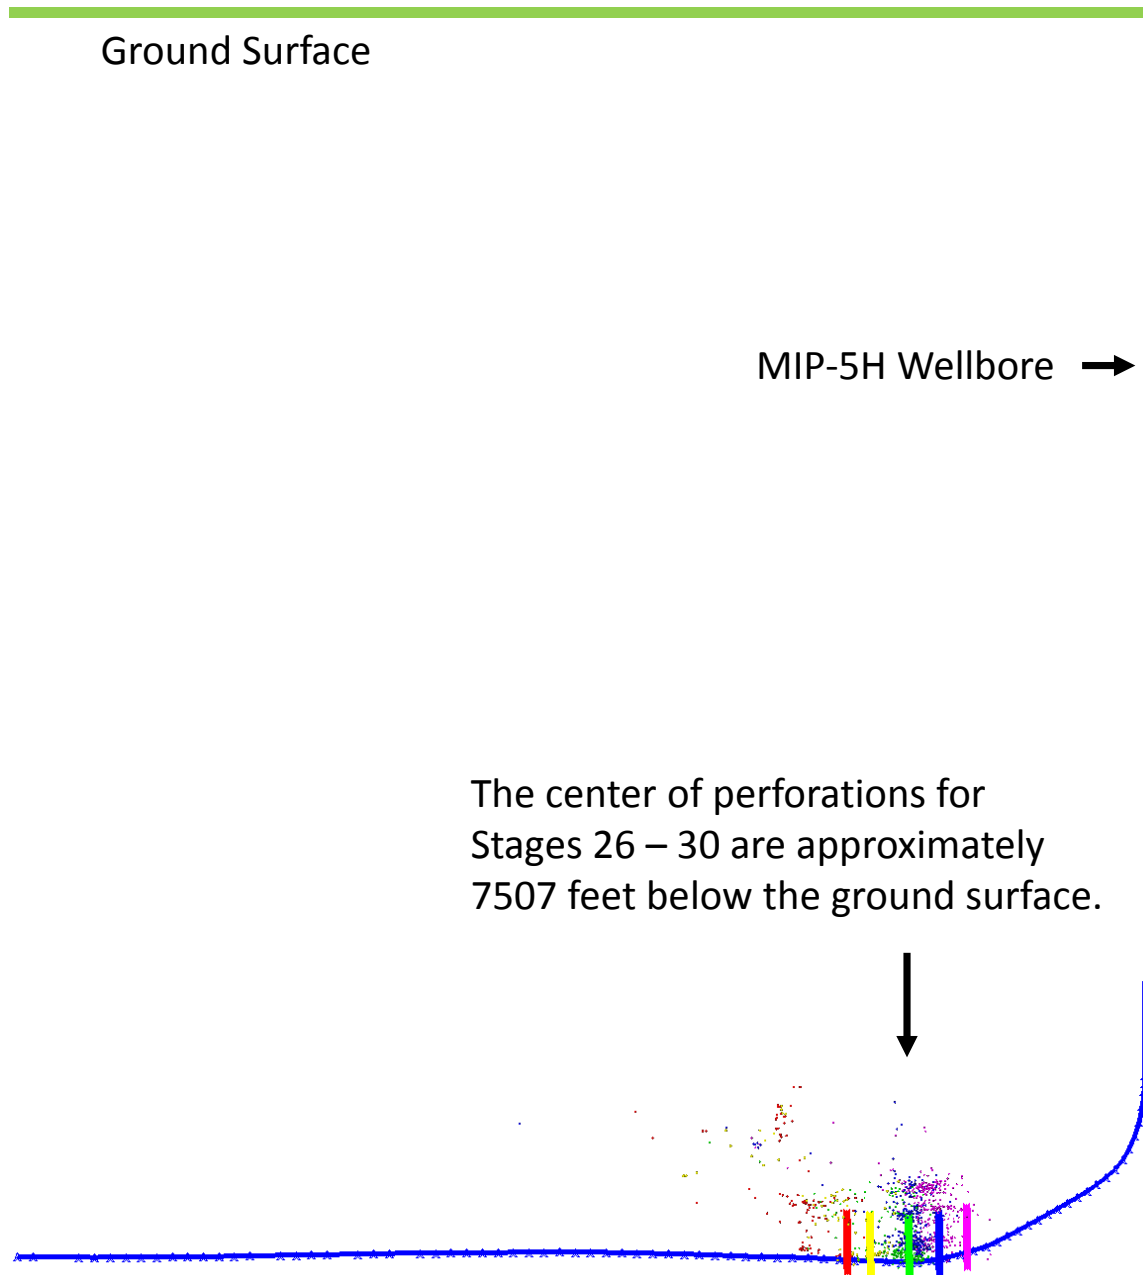 Ground Surface
MIP-5H Wellbore
The center of perforations for
Stages 26 – 30 are approximately
7507 feet below the ground surface.